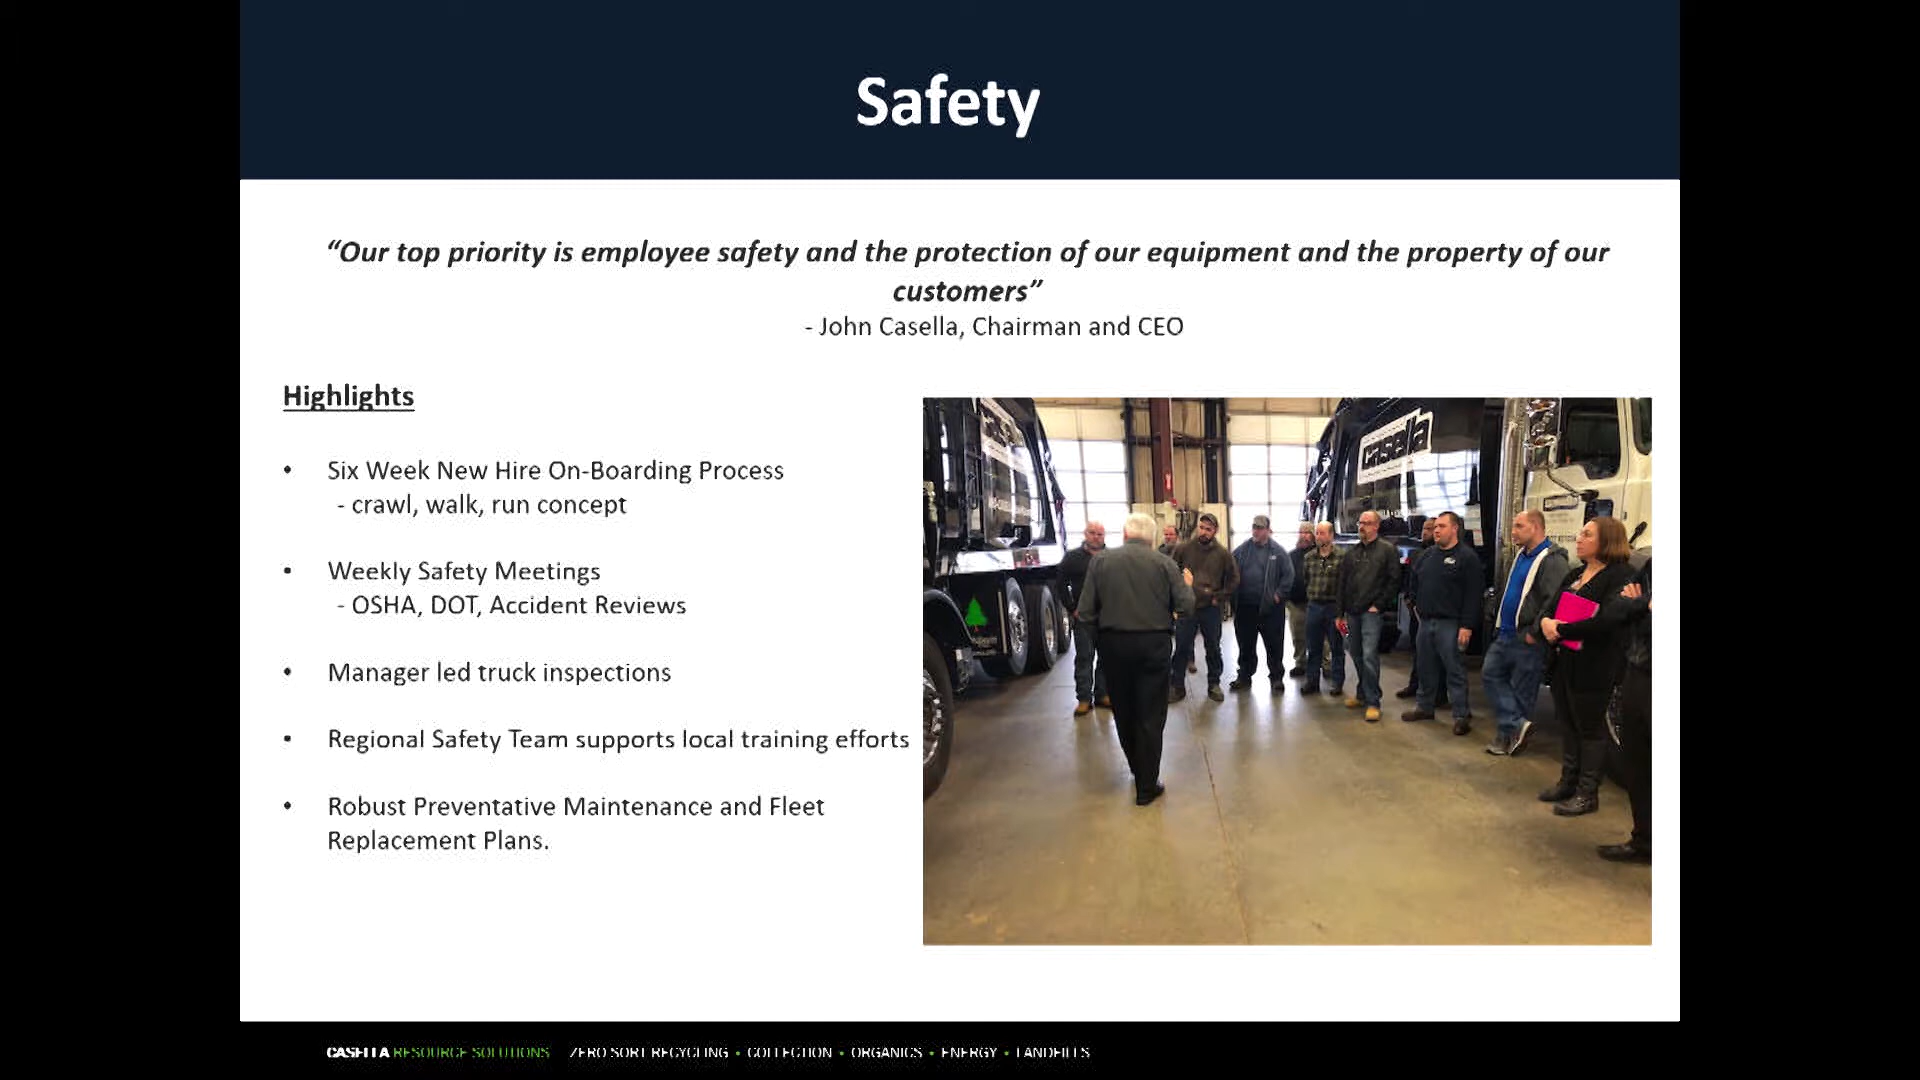 Safety
“Our top priority is employee safety and the protection of our equipment and the property of our
customers”
- John Casella, Chairman and CEO
Highlights
• Six Week New Hire On-Boarding Process
- crawl, walk, run concept
• Weekly Safety Meetings
- OSHA, DOT, Accident Reviews
• Manager led truck inspections
• Regional Safety Team supports local training efforts
• Robust Preventative Maintenance and Fleet
Replacement Plans.
casella
CASELLA RESOURCE SOLUTIONS ZERO SORT RECYCLING • COLLECTION • ORGANICS • ENERGY • LANDFILLS